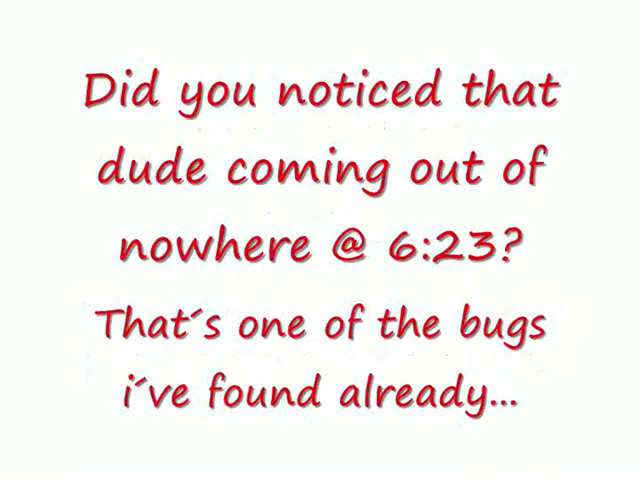 Did you noticed that
dude coming out of
nowhere @ 6:23?
That´s one of the bugs
i´ve found already...